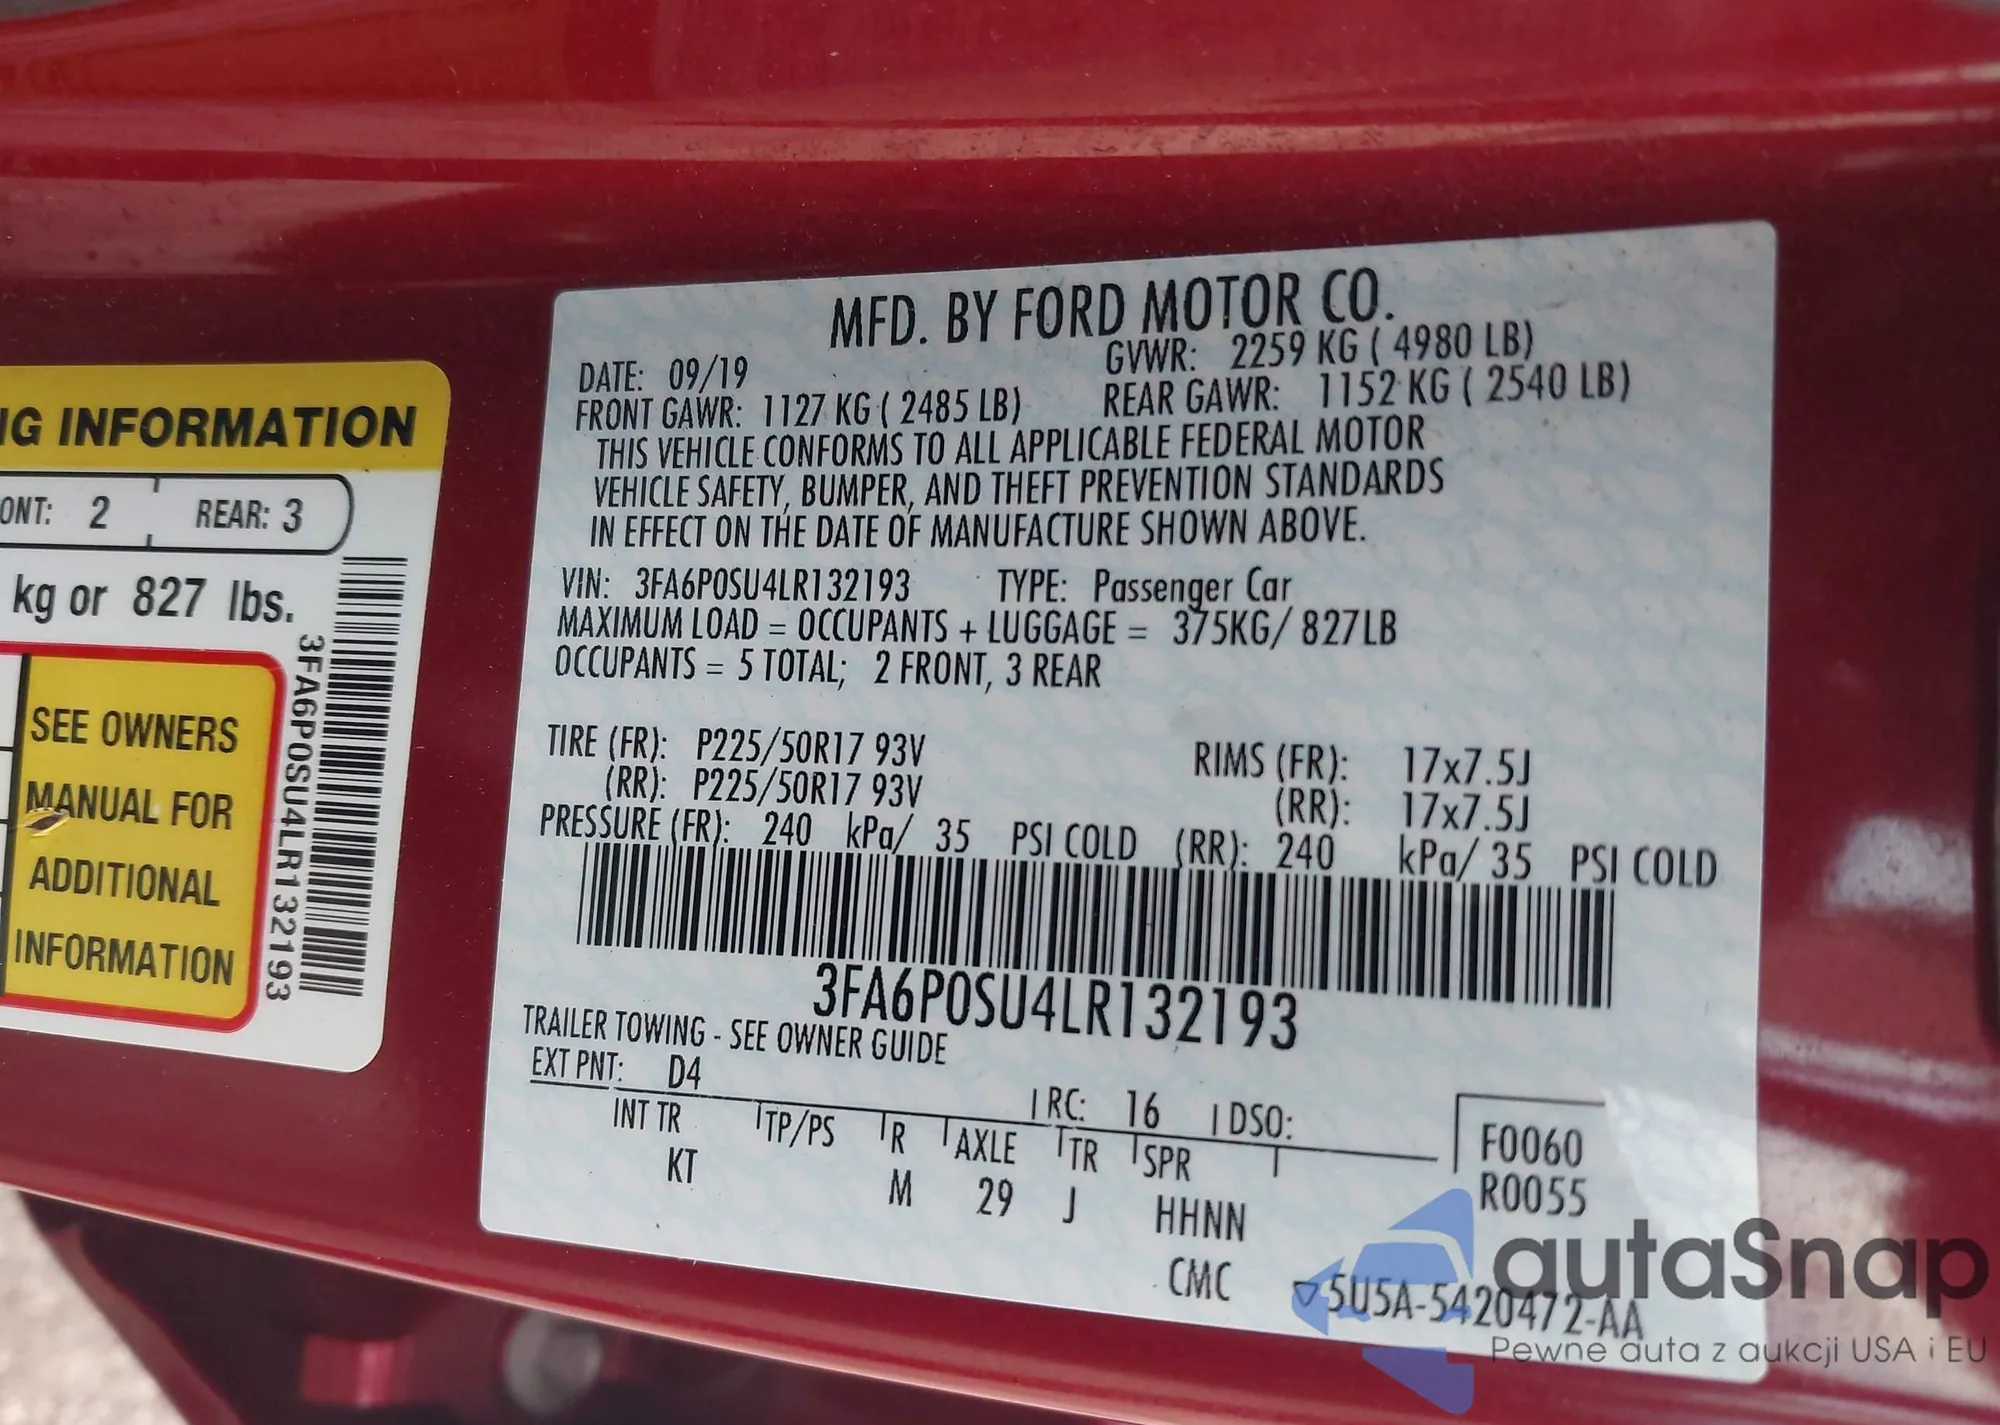 NG INFORMATION
ONT: 2 REAR: 3
kg or 827 lbs.
SEE OWNERS
MANUAL FOR
ADDITIONAL
INFORMATION
3FA6P0SU4LR132193
MFD. BY FORD MOTOR CO.
DATE: 09/19 GVWR: 2259 KG ( 4980 LB)
FRONT GAWR: 1127 KG ( 2485 LB) REAR GAWR: 1152 KG ( 2540 LB)
THIS VEHICLE CONFORMS TO ALL APPLICABLE FEDERAL MOTOR
VEHICLE SAFETY, BUMPER, AND THEFT PREVENTION STANDARDS
IN EFFECT ON THE DATE OF MANUFACTURE SHOWN ABOVE.
VIN: 3FA6P0SU4LR132193 TYPE: Passenger Car
MAXIMUM LOAD = OCCUPANTS + LUGGAGE = 375KG/ 827LB
OCCUPANTS = 5 TOTAL; 2 FRONT, 3 REAR
TIRE (FR): P225/50R17 93V RIMS (FR): 17x7.5J
(RR): P225/50R17 93V (RR): 17x7.5J
PRESSURE (FR): 240 kPa/ 35 PSI COLD (RR): 240 kPa/ 35 PSI COLD
3FA6P0SU4LR132193
TRAILER TOWING - SEE OWNER GUIDE
EXT PNT: D4 RC: 16 DSO: F0060
INT TR TP/PS R AXLE TR SPR R0055
KT M 29 J HHNN
CMC ▽5U5A-5420472-AA
autaSnap
Pewne auta z aukcji USA i EU